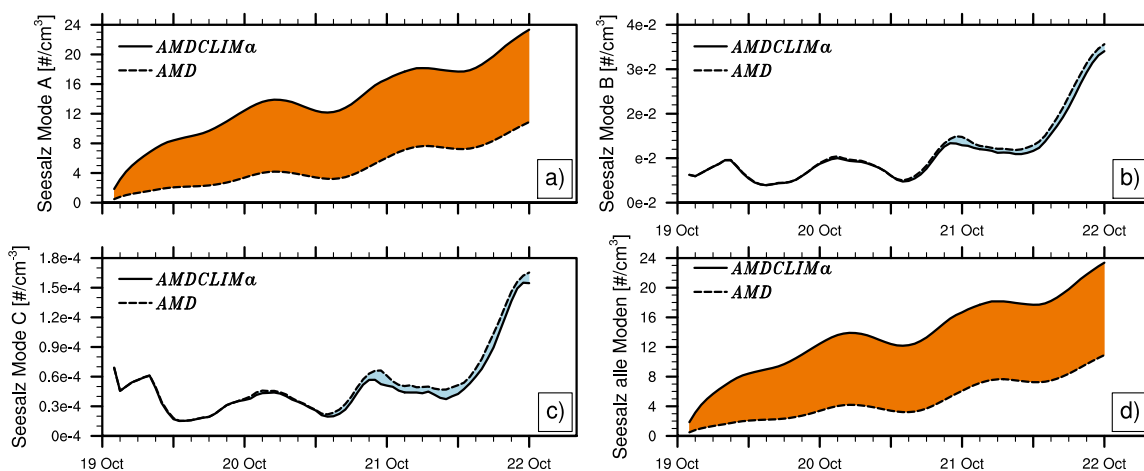 Seesalz Mode A [#/cm³]
24
20
16
12
8
4
0
AMDCLIMα
AMD
a)
Seesalz Mode B [#/cm³]
4e-2
3e-2
2e-2
e-2
0e-2
AMDCLIMα
AMD
b)
19 Oct 20 Oct 21 Oct 22 Oct
Seesalz Mode C [#/cm⁻³]
1.8e-4
1.5e-4
1.2e-4
0.9e-4
0.6e-4
0.3e-4
0e-4
AMDCLIMα
AMD
c)
19 Oct 20 Oct 21 Oct 22 Oct
Seesalz alle Moden [#/cm³]
24
20
16
12
8
4
0
AMDCLIMα
AMD
d)
19 Oct 20 Oct 21 Oct 22 Oct